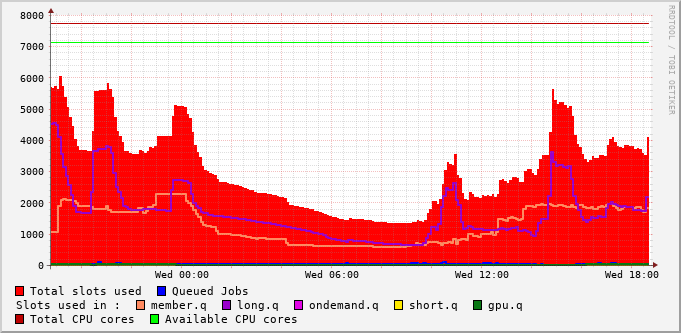 8000
7000
6000
5000
4000
3000
2000
1000
0
Wed 00:00 Wed 06:00 Wed 12:00 Wed 18:00
RRDTOOL / TOBI OETIKER
Total slots used Queued Jobs
Slots used in : member.q long.q ondemand.q short.q gpu.q
Total CPU cores Available CPU cores